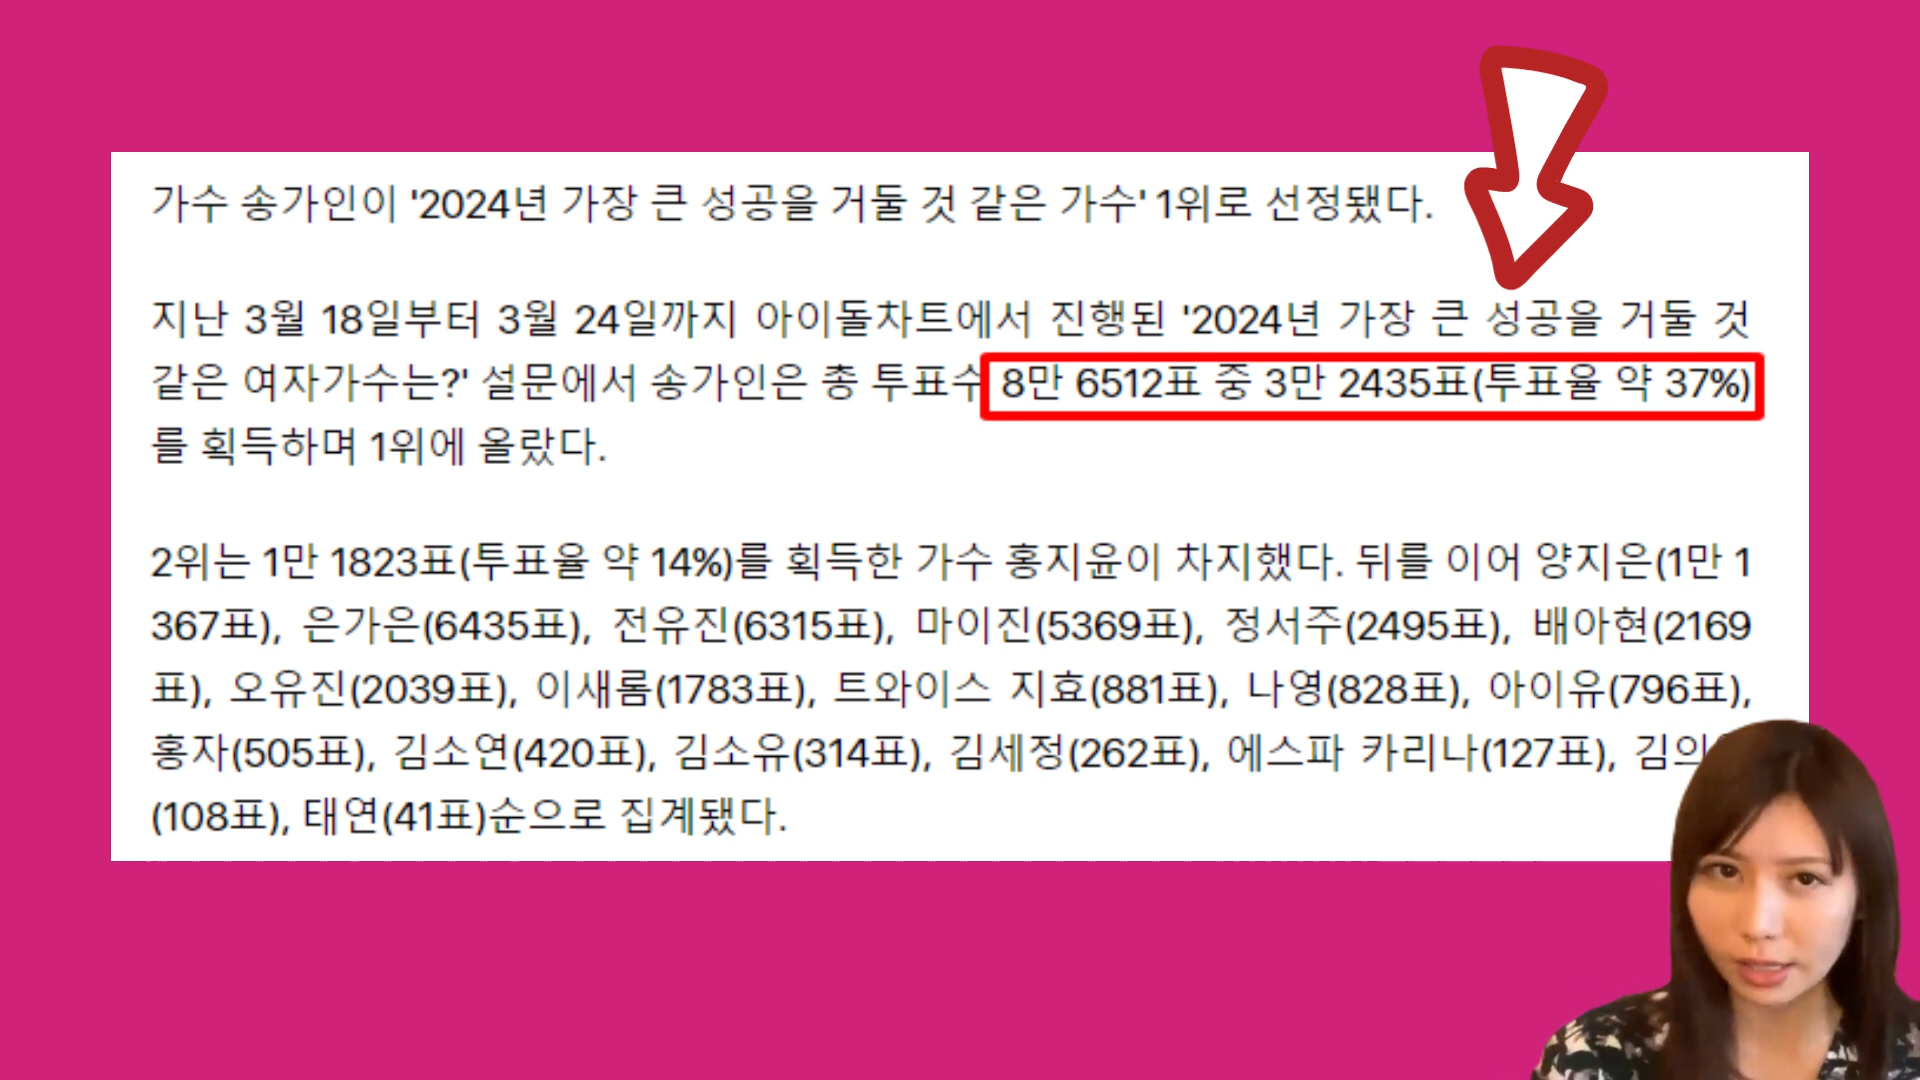 가수 송가인이 '2024년 가장 큰 성공을 거둘 것 같은 가수' 1위로 선정됐다.
지난 3월 18일부터 3월 24일까지 아이돌차트에서 진행된 '2024년 가장 큰 성공을 거둘 것
같은 여자가수는?' 설문에서 송가인은 총 투표수 8만 6512표 중 3만 2435표(투표율 약 37%)
를 획득하며 1위에 올랐다.
2위는 1만 1823표(투표율 약 14%)를 획득한 가수 홍지윤이 차지했다. 뒤를 이어 양지은(1만 1
367표), 은가은(6435표), 전유진(6315표), 마이진(5369표), 정서주(2495표), 배아현(2169
표), 오유진(2039표), 이새롬(1783표), 트와이스 지효(881표), 나영(828표), 아이유(796표),
홍자(505표), 김소연(420표), 김소유(314표), 김세정(262표), 에스파 카리나(127표),
(108표), 태연(41표)순으로 집계됐다.